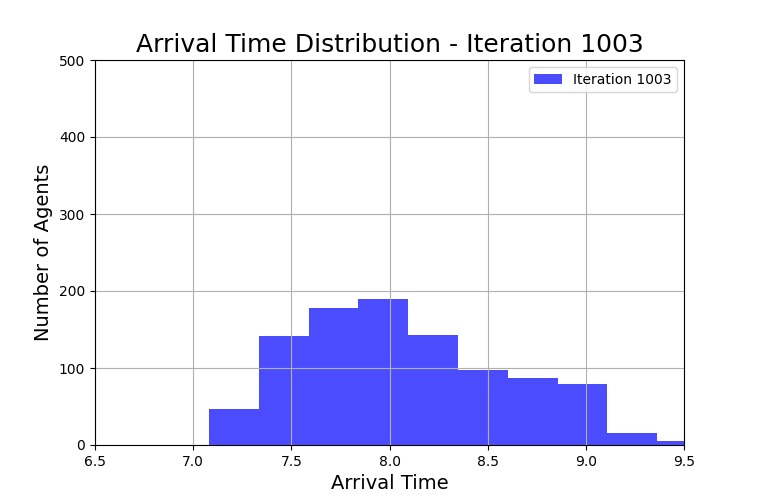 Arrival Time Distribution - Iteration 1003
500
Iteration 1003
400
300
200
100
0
Number of Agents
6.5 7.0 7.5 8.0 8.5 9.0 9.5
Arrival Time